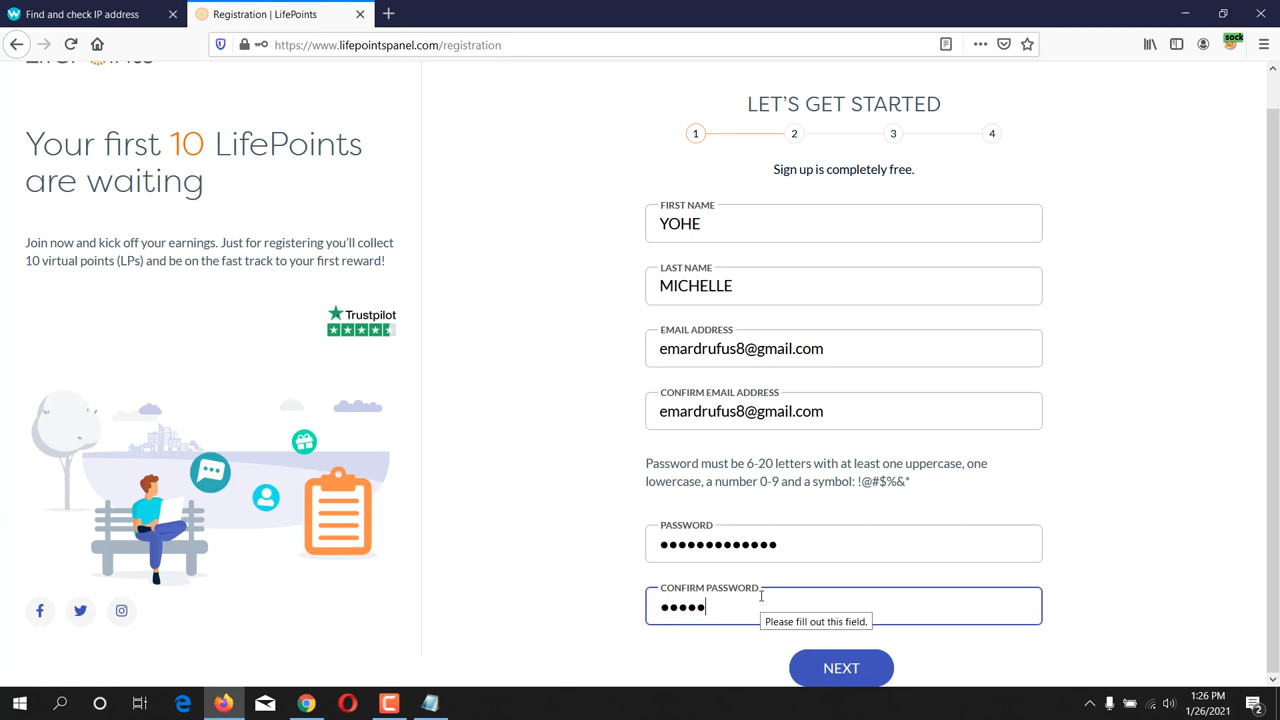 Find and check IP address
Registration | LifePoints
sock
https://www.lifepointspanel.com/registration
LifePoints
Your first 10 LifePoints
are waiting
Join now and kick off your earnings. Just for registering you'll collect
10 virtual points (LPs) and be on the fast track to your first reward!
Trustpilot
LET'S GET STARTED
1 2 3 4
Sign up is completely free.
FIRST NAME
YOHE
LAST NAME
MICHELLE
EMAIL ADDRESS
emardrufus8@gmail.com
CONFIRM EMAIL ADDRESS
emardrufus8@gmail.com
Password must be 6-20 letters with at least one uppercase, one
lowercase, a number 0-9 and a symbol: !@#$%&*
PASSWORD
•••••••••••••
CONFIRM PASSWORD
•••••
Please fill out this field.
NEXT
1:26 PM
1/26/2021
2